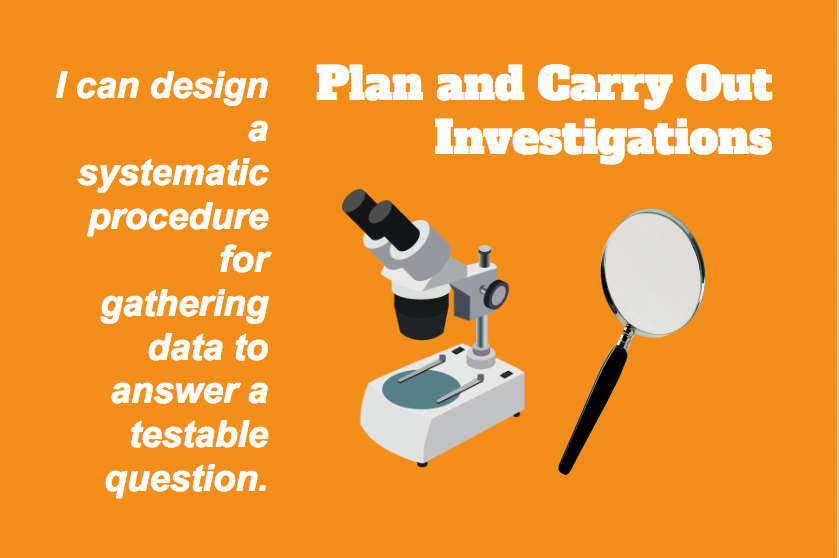 Plan and Carry Out
Investigations
I can design
a
systematic
procedure
for
gathering
data to
answer a
testable
question.